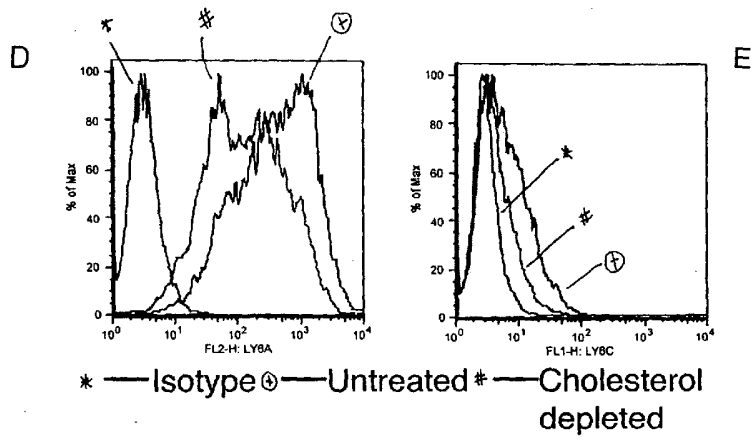 * # ⊕
D E
100 80 60 40 20 0
% of Max
10^0 10^1 10^2 10^3 10^4
FL2-H: LY6A
100 80 60 40 20 0
% of Max
* # ⊕
10^0 10^1 10^2 10^3 10^4
FL1-H: LY6C
* — Isotype ⊕ — Untreated # — Cholesterol
depleted